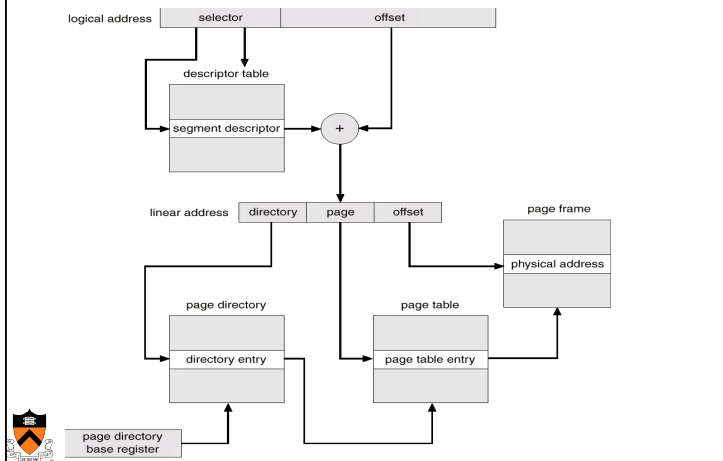 logical address
selector
offset
descriptor table
segment descriptor
+
linear address
directory
page
offset
page frame
physical address
page directory
page table
directory entry
page table entry
page directory
base register